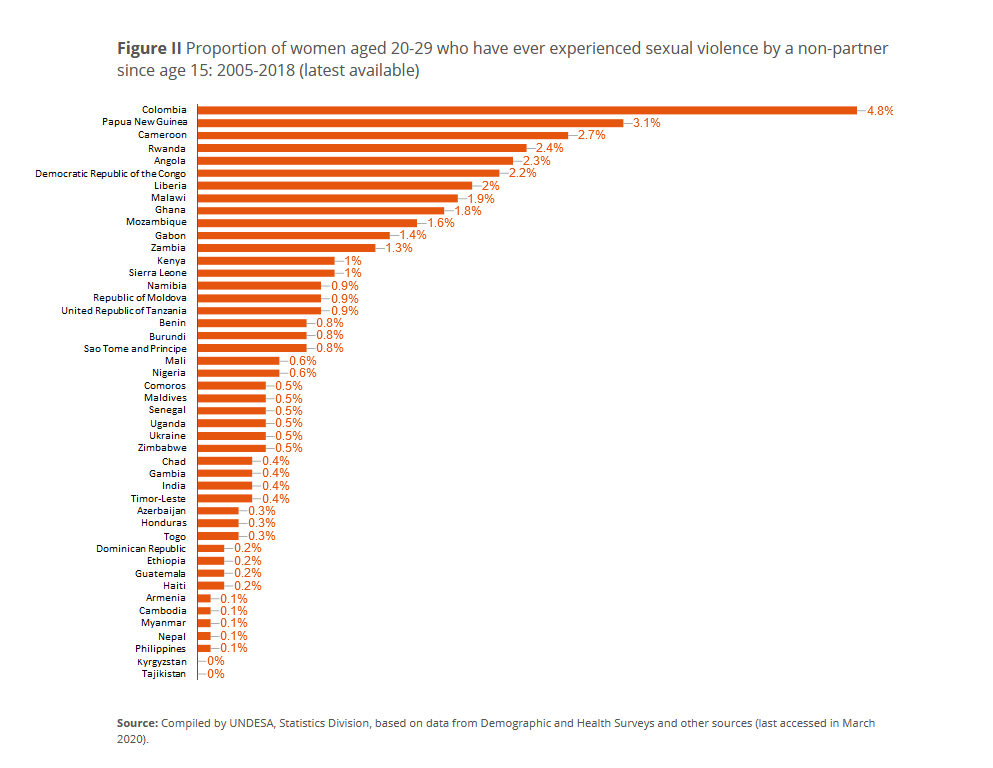 Figure II Proportion of women aged 20-29 who have ever experienced sexual violence by a non-partner
since age 15: 2005-2018 (latest available)
Colombia 4.8%
Papua New Guinea 3.1%
Cameroon 2.7%
Rwanda 2.4%
Angola 2.3%
Democratic Republic of the Congo 2.2%
Liberia 2%
Malawi 1.9%
Ghana 1.8%
Mozambique 1.6%
Gabon 1.4%
Zambia 1.3%
Kenya 1%
Sierra Leone 1%
Namibia 0.9%
Republic of Moldova 0.9%
United Republic of Tanzania 0.9%
Benin 0.8%
Burundi 0.8%
Sao Tome and Principe 0.8%
Mali 0.6%
Nigeria 0.6%
Comoros 0.5%
Maldives 0.5%
Senegal 0.5%
Uganda 0.5%
Ukraine 0.5%
Zimbabwe 0.5%
Chad 0.4%
Gambia 0.4%
India 0.4%
Timor-Leste 0.4%
Azerbaijan 0.3%
Honduras 0.3%
Togo 0.3%
Dominican Republic 0.2%
Ethiopia 0.2%
Guatemala 0.2%
Haiti 0.2%
Armenia 0.1%
Cambodia 0.1%
Myanmar 0.1%
Nepal 0.1%
Philippines 0.1%
Kyrgyzstan 0%
Tajikistan 0%
Source: Compiled by UNDESA, Statistics Division, based on data from Demographic and Health Surveys and other sources (last accessed in March
2020).